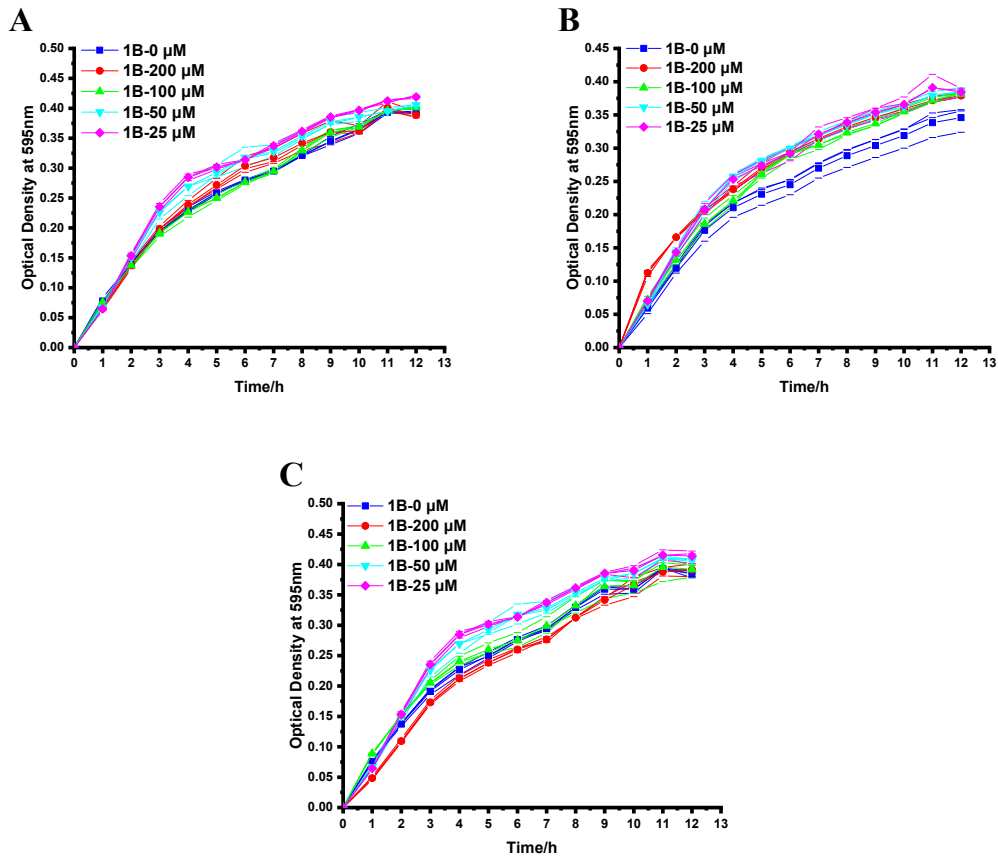 A
1B-0 μM
1B-200 μM
1B-100 μM
1B-50 μM
1B-25 μM
Optical Density at 595nm
0.50
0.45
0.40
0.35
0.30
0.25
0.20
0.15
0.10
0.05
0.00
0 1 2 3 4 5 6 7 8 9 10 11 12 13
Time/h
B
1B-0 μM
1B-200 μM
1B-100 μM
1B-50 μM
1B-25 μM
Optical Density at 595nm
0.45
0.40
0.35
0.30
0.25
0.20
0.15
0.10
0.05
0.00
0 1 2 3 4 5 6 7 8 9 10 11 12 13
Time/h
C
1B-0 μM
1B-200 μM
1B-100 μM
1B-50 μM
1B-25 μM
Optical Density at 595nm
0.50
0.45
0.40
0.35
0.30
0.25
0.20
0.15
0.10
0.05
0.00
0 1 2 3 4 5 6 7 8 9 10 11 12 13
Time/h